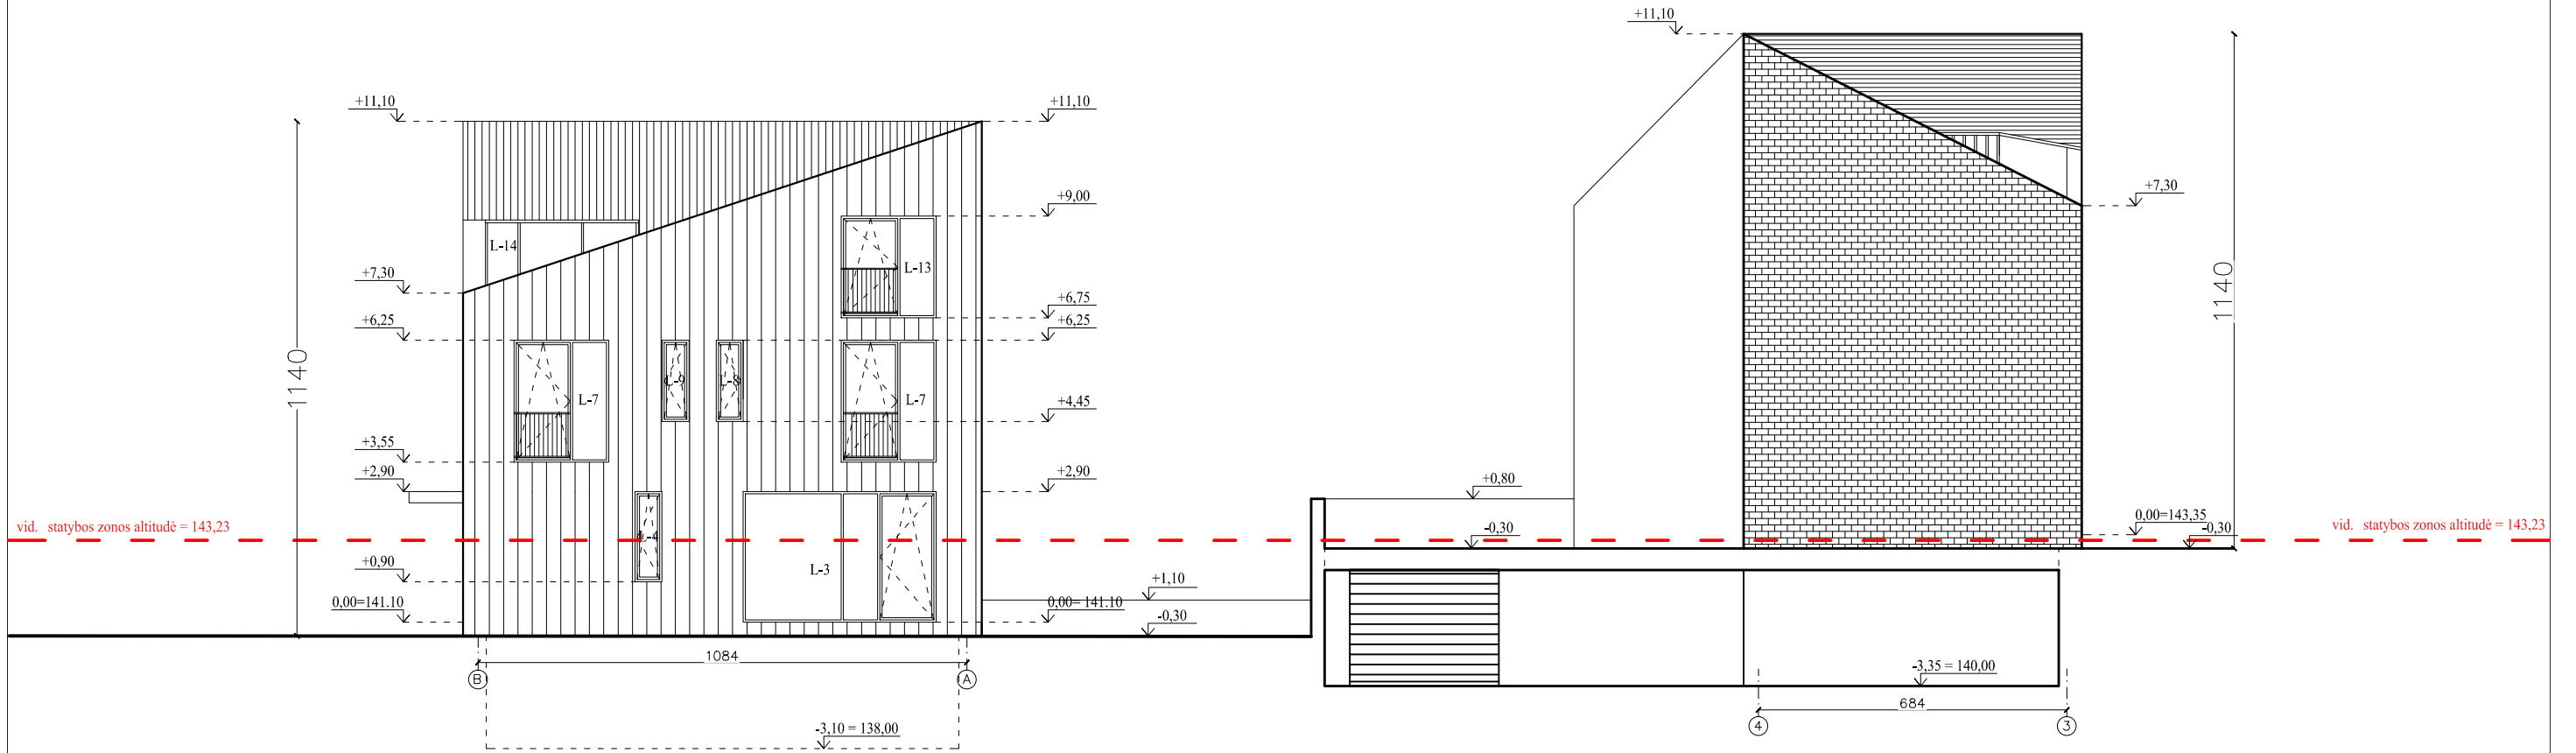 +11,10
+11,10
+11,10
+9,00
+7,30
L-14
L-13
+7,30
1140
+6,75
+6,25
+6,25
1140
L-9
L-8
L-7
L-7
+4,45
+3,55
+2,90
+2,90
+0,80
vid. statybos zonos altitudė = 143,23
0,00=143,35
-0,30
-0,30
vid. statybos zonos altitudė = 143,23
L-4
L-3
+0,90
+1,10
0,00=141.10
0,00= 141.10
-0,30
1084
B
A
-3,35 = 140,00
684
4
3
-3,10 = 138,00